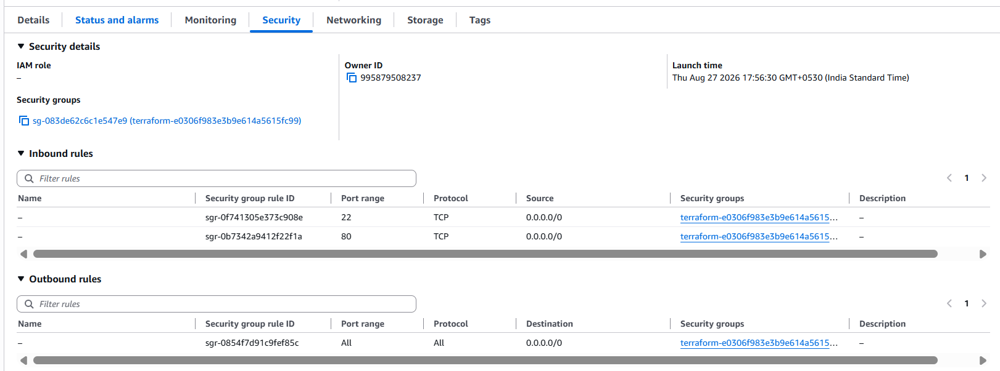 Details Status and alarms Monitoring Security Networking Storage Tags
Security details
IAM role
–
Security groups
sg-083de62c6c1e547e9 (terraform-e0306f983e3b9e614a5615fc99)
Owner ID
995879508237
Launch time
Thu Aug 27 2026 17:56:30 GMT+0530 (India Standard Time)
Inbound rules
Filter rules
1
Name Security group rule ID Port range Protocol Source Security groups Description
– sgr-0f741305e373c908e 22 TCP 0.0.0.0/0 terraform-e0306f983e3b9e614a5615... –
– sgr-0b7342a9412f22f1a 80 TCP 0.0.0.0/0 terraform-e0306f983e3b9e614a5615... –
Outbound rules
Filter rules
1
Name Security group rule ID Port range Protocol Destination Security groups Description
– sgr-0854f7d91c9fef85c All All 0.0.0.0/0 terraform-e0306f983e3b9e614a5615... –